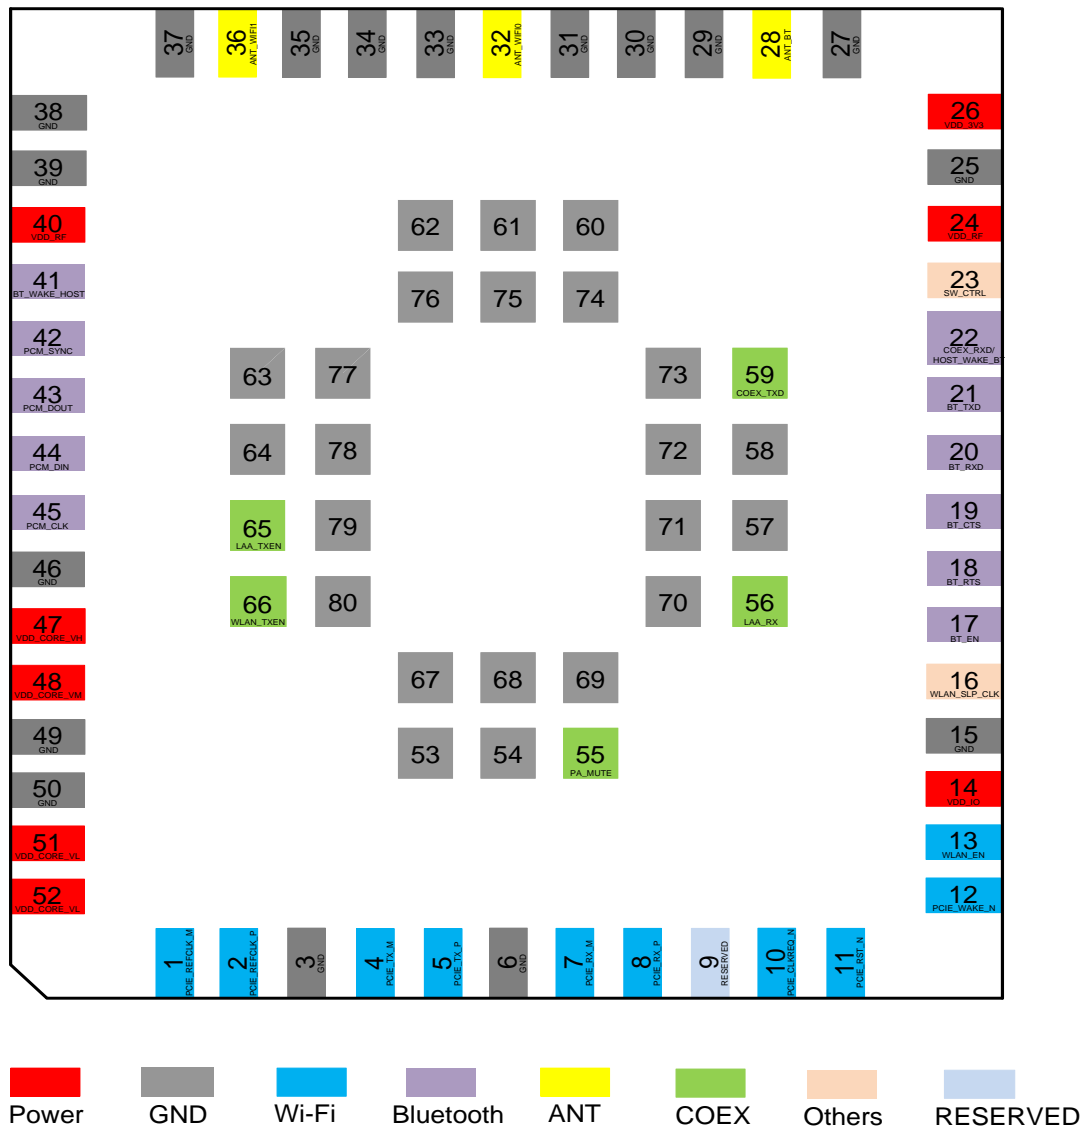 37
GND
36
ANT_WIFI1
35
GND
34
GND
33
GND
32
ANT_WIFI0
31
GND
30
GND
29
GND
28
ANT_BT
27
GND
38
GND
39
GND
40
VDD_RF
41
BT_WAKE_HOST
42
PCM_SYNC
43
PCM_DOUT
44
PCM_DIN
45
PCM_CLK
46
GND
47
VDD_CORE_VH
48
VDD_CORE_VM
49
GND
50
GND
51
VDD_CORE_VL
52
VDD_CORE_VL
62
61
60
76
75
74
63
77
73
59
COEX_TXD
64
78
72
58
65
LAA_TXEN
79
71
57
66
WLAN_TXEN
80
70
56
LAA_RX
67
68
69
53
54
55
PA_MUTE
26
VDD_3V3
25
GND
24
VDD_RF
23
SW_CTRL
22
COEX_RXD/
HOST_WAKE_BT
21
BT_TXD
20
BT_RXD
19
BT_CTS
18
BT_RTS
17
BT_EN
16
WLAN_SLP_CLK
15
GND
14
VDD_IO
13
WLAN_EN
12
PCIE_WAKE_N
1
PCIE_REFCLK_M
2
PCIE_REFCLK_P
3
GND
4
PCIE_TX_M
5
PCIE_TX_P
6
GND
7
PCIE_RX_M
8
PCIE_RX_P
9
RESERVED
10
PCIE_CLKREQ_N
11
PCIE_RST_N
Power
GND
Wi-Fi
Bluetooth
ANT
COEX
Others
RESERVED